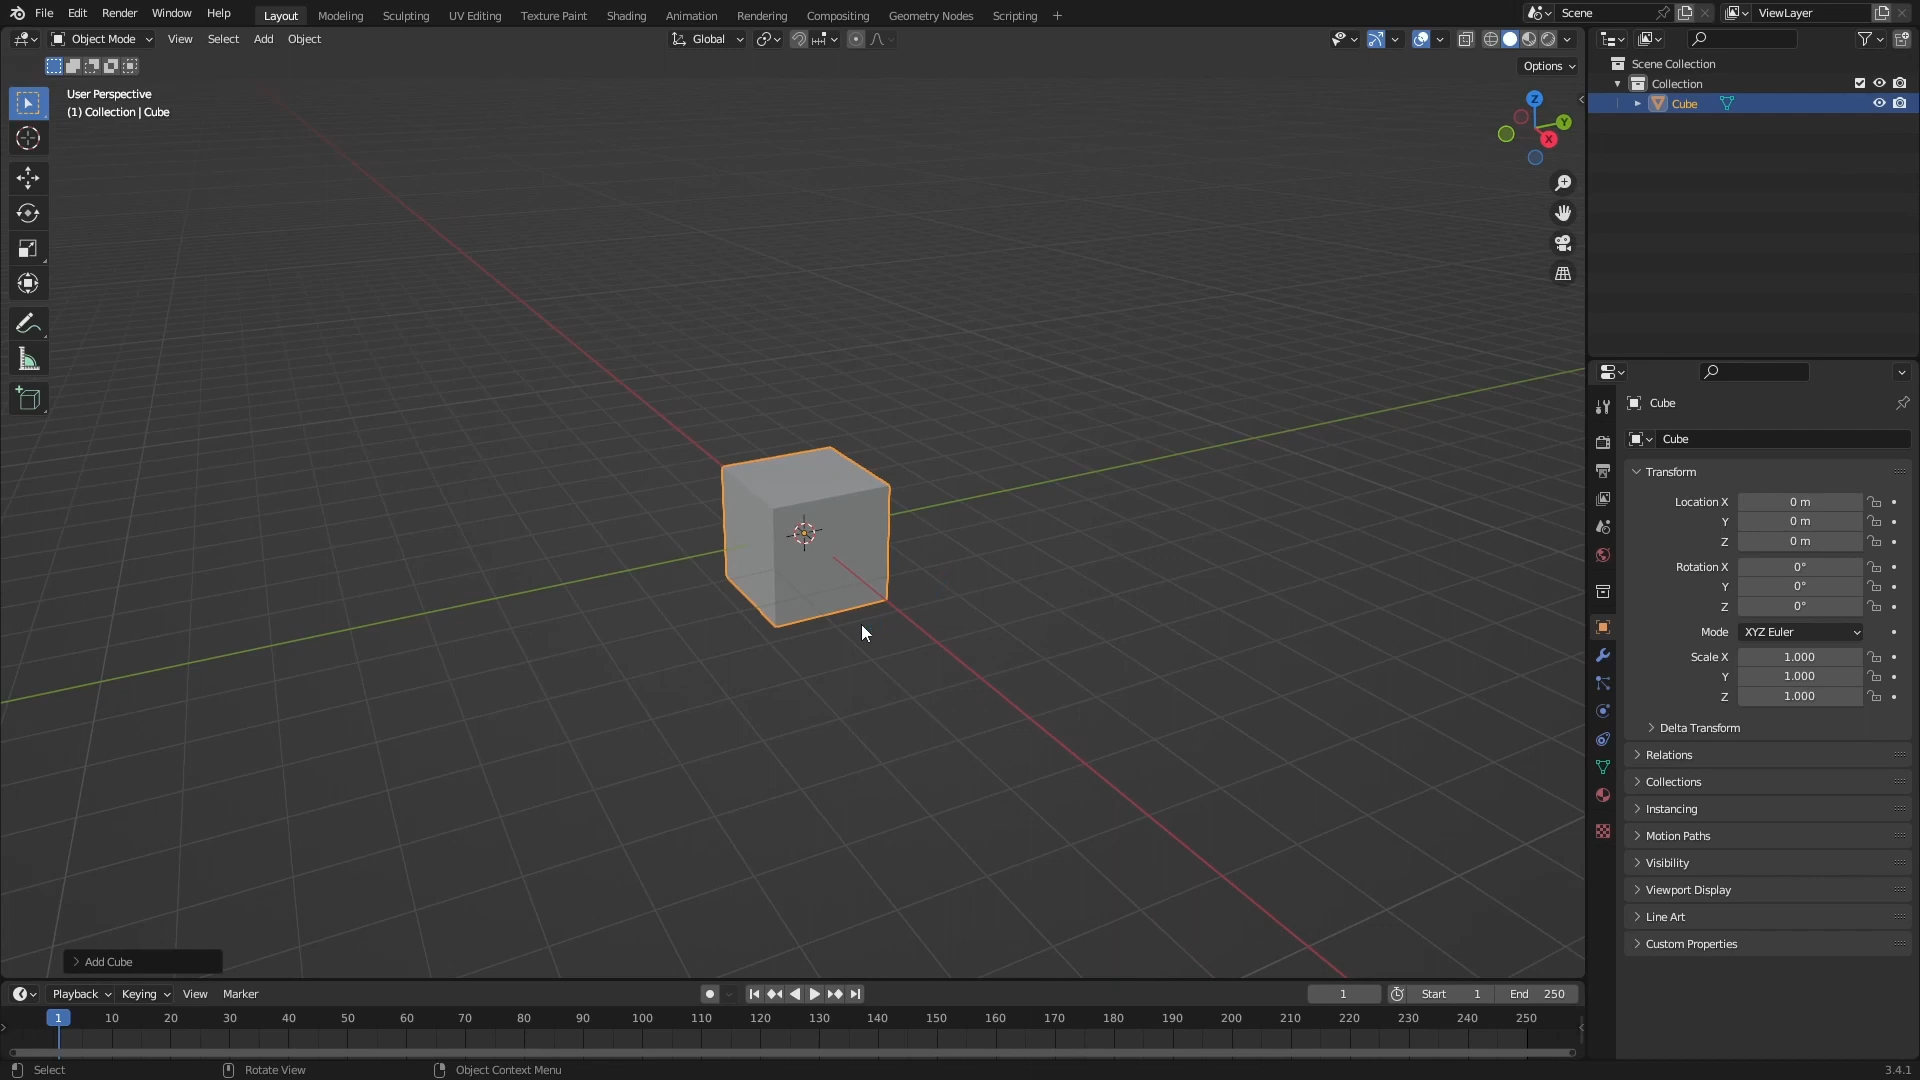 File Edit Render Window Help Layout Modeling Sculpting UV Editing Texture Paint Shading Animation Rendering Compositing Geometry Nodes Scripting + Scene ViewLayer
Object Mode View Select Add Object Global
Options
User Perspective
(1) Collection | Cube
Z
Y
X
Scene Collection
Collection
Cube
Cube
Cube
Transform
Location X 0 m
Y 0 m
Z 0 m
Rotation X 0°
Y 0°
Z 0°
Mode XYZ Euler
Scale X 1.000
Y 1.000
Z 1.000
Delta Transform
Relations
Collections
Instancing
Motion Paths
Visibility
Viewport Display
Line Art
Custom Properties
Add Cube
Playback Keying View Marker 1 Start 1 End 250
1 10 20 30 40 50 60 70 80 90 100 110 120 130 140 150 160 170 180 190 200 210 220 230 240 250
Select Rotate View Object Context Menu 3.4.1